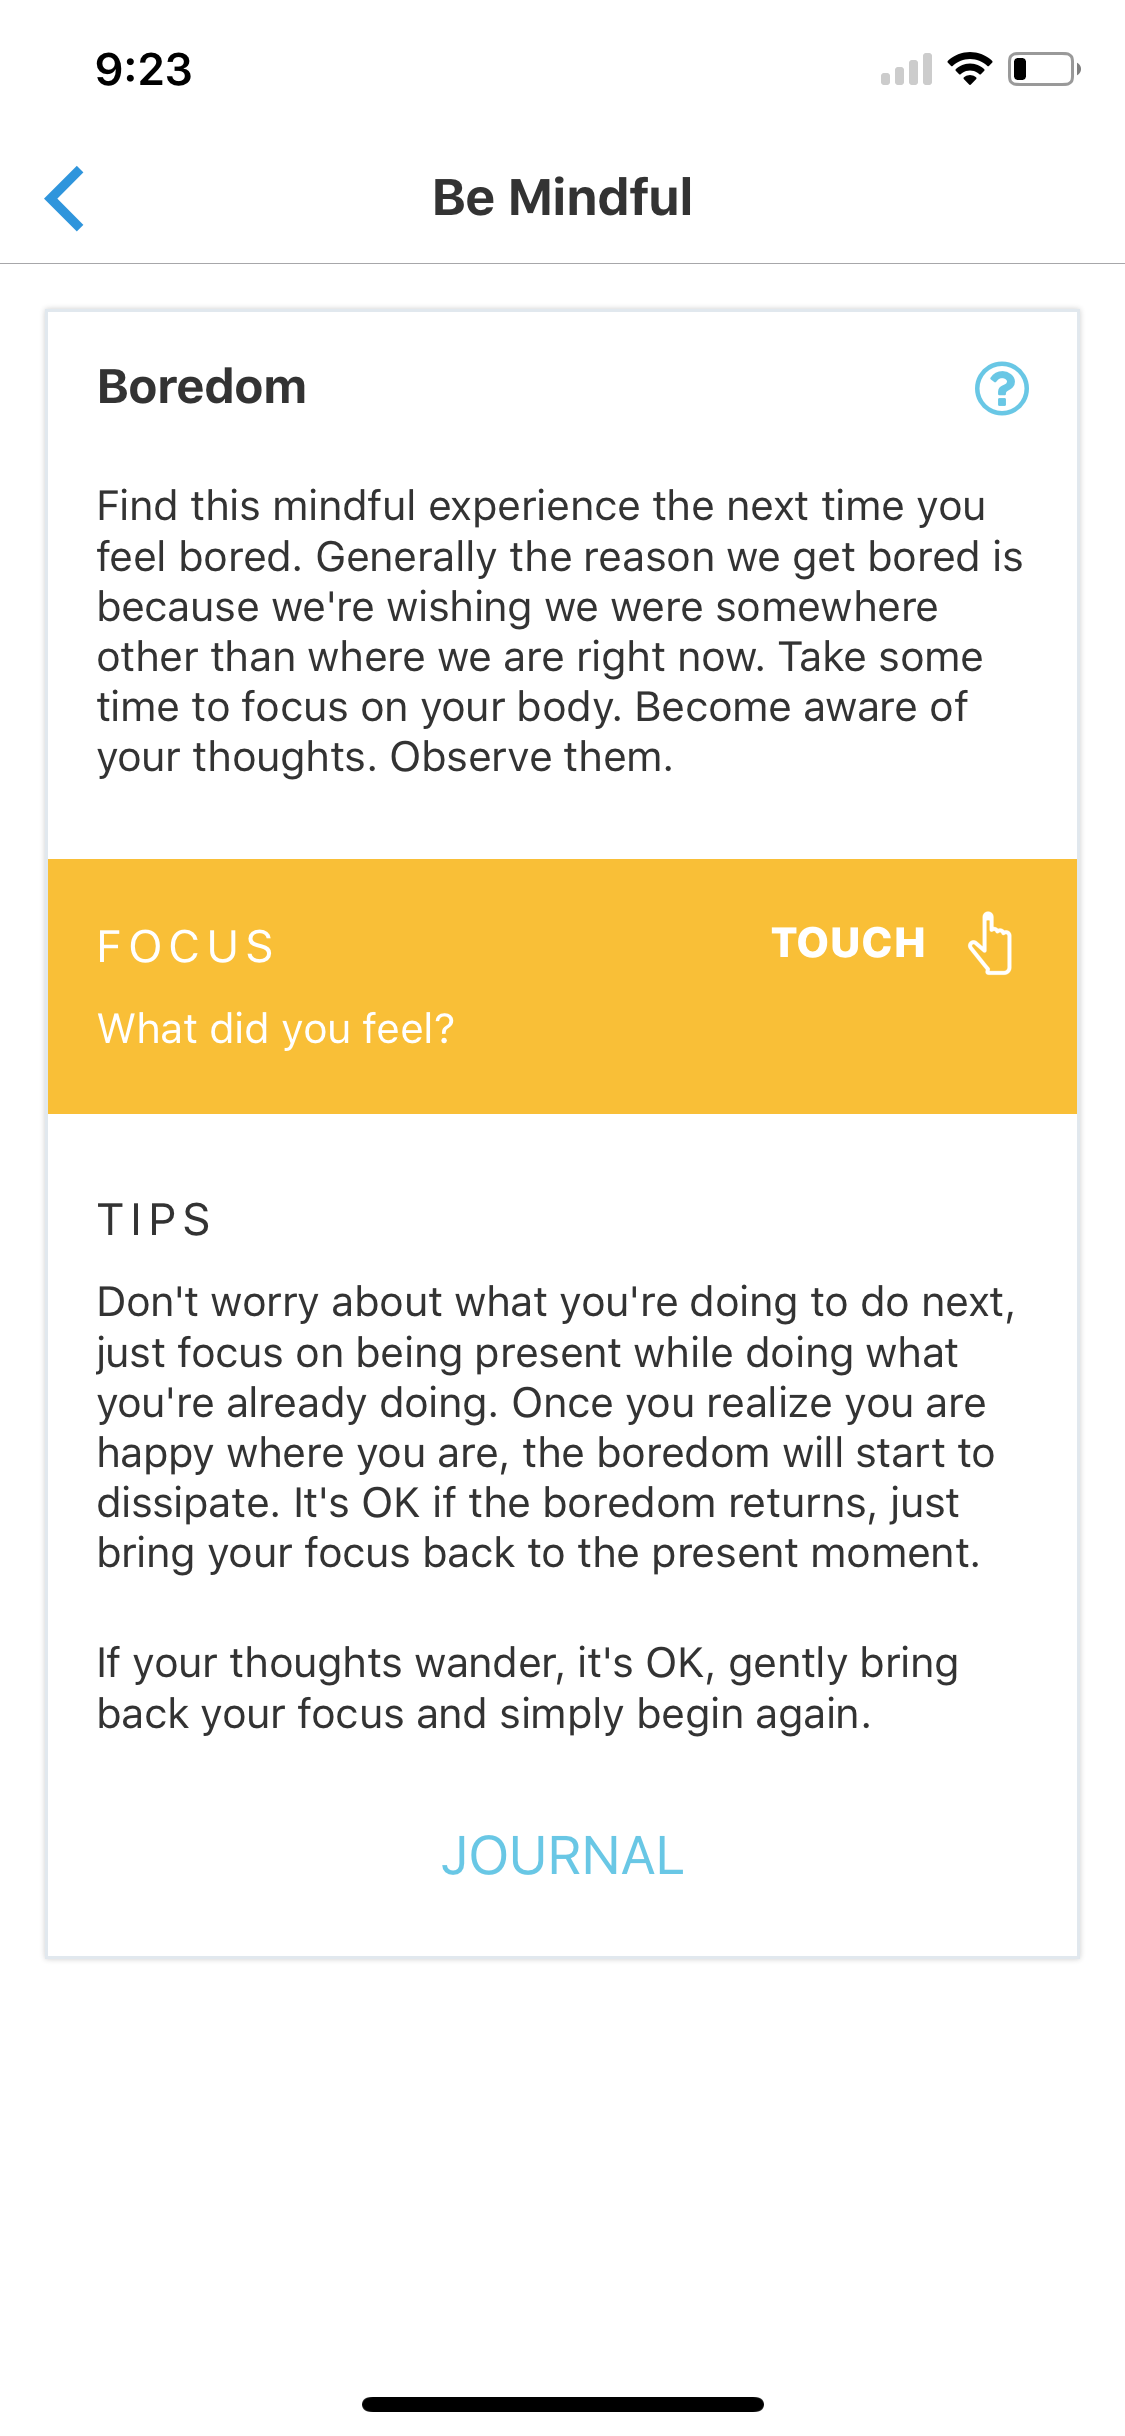 9:23
Be Mindful
Boredom
Find this mindful experience the next time you
feel bored. Generally the reason we get bored is
because we're wishing we were somewhere
other than where we are right now. Take some
time to focus on your body. Become aware of
your thoughts. Observe them.
FOCUS
TOUCH
What did you feel?
TIPS
Don't worry about what you're doing to do next,
just focus on being present while doing what
you're already doing. Once you realize you are
happy where you are, the boredom will start to
dissipate. It's OK if the boredom returns, just
bring your focus back to the present moment.
If your thoughts wander, it's OK, gently bring
back your focus and simply begin again.
JOURNAL